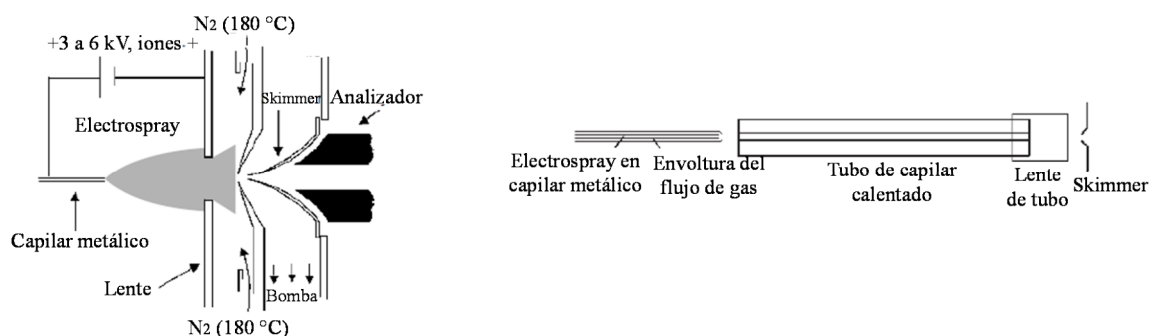 N2 (180 °C)
+3 a 6 kV, iones +
Skimmer
Analizador
Electrospray
Capilar metálico
Lente
Bomba
N2 (180 °C)
Electrospray en
capilar metálico
Envoltura del
flujo de gas
Tubo de capilar
calentado
Lente
de tubo
Skimmer